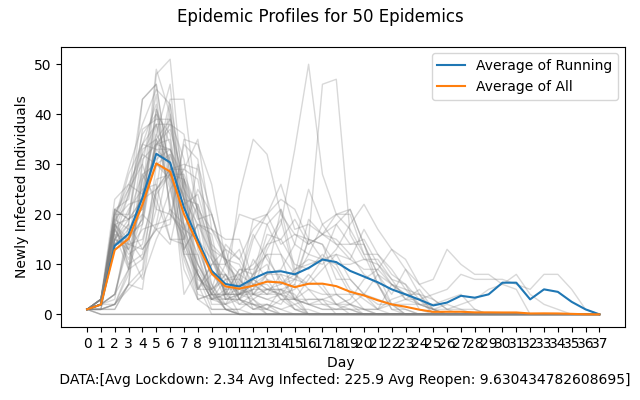 Epidemic Profiles for 50 Epidemics
Average of Running
Average of All
Newly Infected Individuals
50
40
30
20
10
0
0 1 2 3 4 5 6 7 8 9 10 11 12 13 14 15 16 17 18 19 20 21 22 23 24 25 26 27 28 29 30 31 32 33 34 35 36 37
Day
DATA:[Avg Lockdown: 2.34 Avg Infected: 225.9 Avg Reopen: 9.630434782608695]